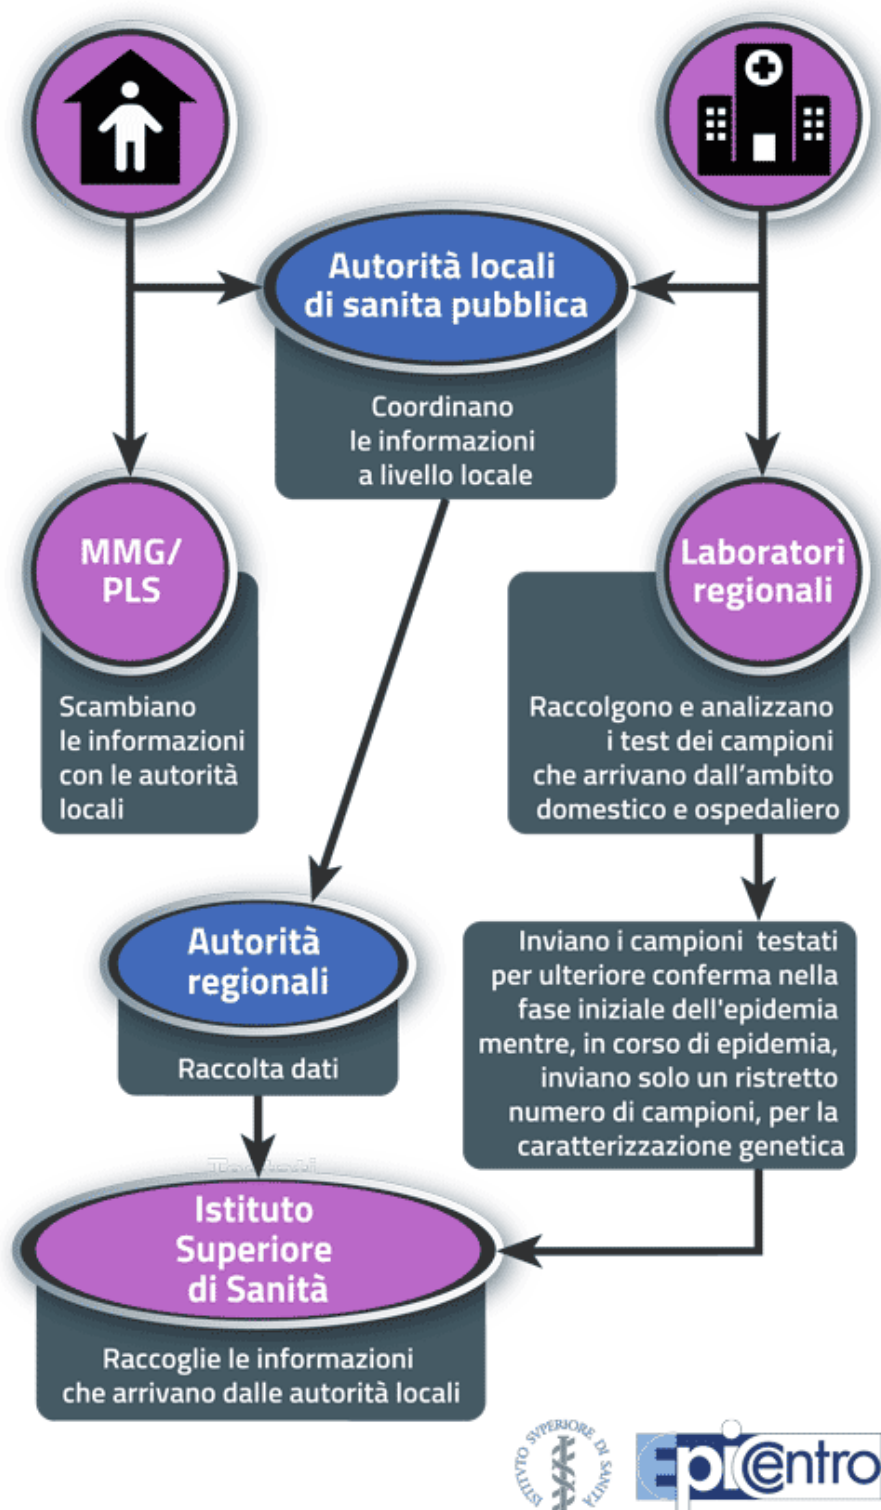 Autorità locali
di sanita pubblica
Coordinano
le informazioni
a livello locale
MMG/
PLS
Scambiano
le informazioni
con le autorità
locali
Laboratori
regionali
Raccolgono e analizzano
i test dei campioni
che arrivano dall'ambito
domestico e ospedaliero
Autorità
regionali
Raccolta dati
Inviano i campioni testati
per ulteriore conferma nella
fase iniziale dell'epidemia
mentre, in corso di epidemia,
inviano solo un ristretto
numero di campioni, per la
caratterizzazione genetica
Istituto
Superiore
di Sanità
Raccoglie le informazioni
che arrivano dalle autorità locali
ISTITVTO SVPERIORE DI SANITÀ
EpiCentro